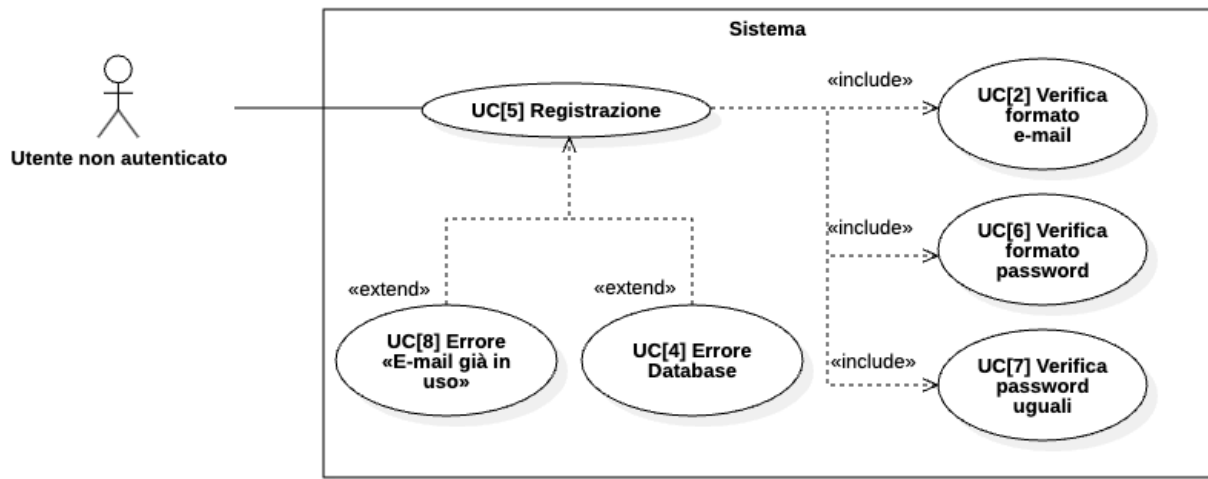 Sistema
«include»
UC[2] Verifica
formato
e-mail
UC[5] Registrazione
Utente non autenticato
«include»
UC[6] Verifica
formato
password
«extend»
«extend»
UC[8] Errore
«E-mail già in
uso»
UC[4] Errore
Database
«include»
UC[7] Verifica
password
uguali